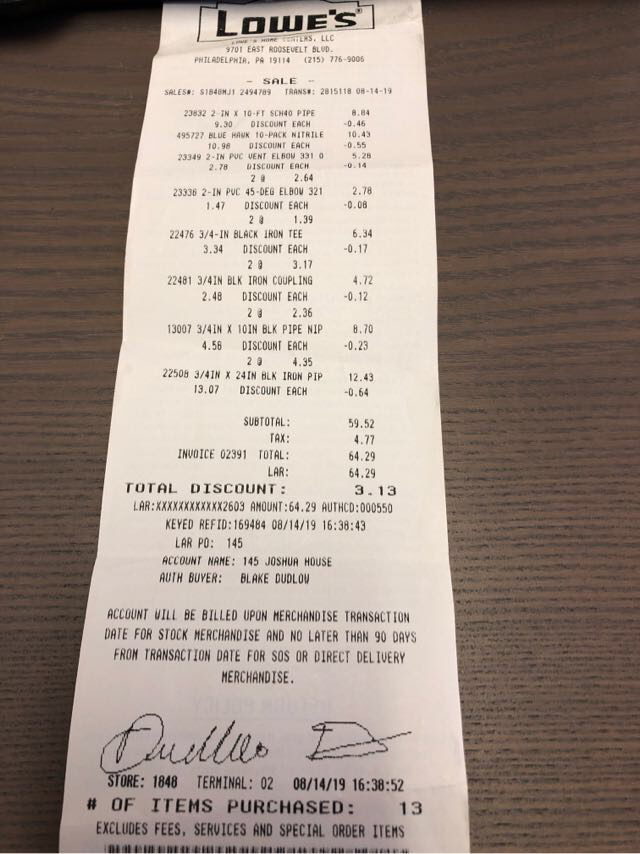 LOWE'S
LOWE'S HOME CENTERS, LLC
9701 EAST ROOSEVELT BLVD.
PHILADELPHIA, PA 19114 (215) 776-9006
- SALE -
SALES#: S1848MJ1 2494789 TRANS#: 2815118 08-14-19
23832 2-IN X 10-FT SCH40 PIPE 8.84
9.30 DISCOUNT EACH -0.46
495727 BLUE HAWK 10-PACK NITRILE 10.43
10.98 DISCOUNT EACH -0.55
23349 2-IN PVC VENT ELBOW 331 O 5.28
2.78 DISCOUNT EACH -0.14
2 @ 2.64
23336 2-IN PVC 45-DEG ELBOW 321 2.78
1.47 DISCOUNT EACH -0.08
2 @ 1.39
22476 3/4-IN BLACK IRON TEE 6.34
3.34 DISCOUNT EACH -0.17
2 @ 3.17
22481 3/4IN BLK IRON COUPLING 4.72
2.48 DISCOUNT EACH -0.12
2 @ 2.36
13007 3/4IN X 10IN BLK PIPE NIP 8.70
4.58 DISCOUNT EACH -0.23
2 @ 4.35
22508 3/4IN X 24IN BLK IRON PIP 12.43
13.07 DISCOUNT EACH -0.64
SUBTOTAL: 59.52
TAX: 4.77
INVOICE 02391 TOTAL: 64.29
LAR: 64.29
TOTAL DISCOUNT: 3.13
LAR:XXXXXXXXXXXX2603 AMOUNT:64.29 AUTHCD:000550
KEYED REFID:169484 08/14/19 16:38:43
LAR PO: 145
ACCOUNT NAME: 145 JOSHUA HOUSE
AUTH BUYER: BLAKE DUDLOW
ACCOUNT WILL BE BILLED UPON MERCHANDISE TRANSACTION
DATE FOR STOCK MERCHANDISE AND NO LATER THAN 90 DAYS
FROM TRANSACTION DATE FOR SOS OR DIRECT DELIVERY
MERCHANDISE.
STORE: 1848 TERMINAL: 02 08/14/19 16:38:52
# OF ITEMS PURCHASED: 13
EXCLUDES FEES, SERVICES AND SPECIAL ORDER ITEMS